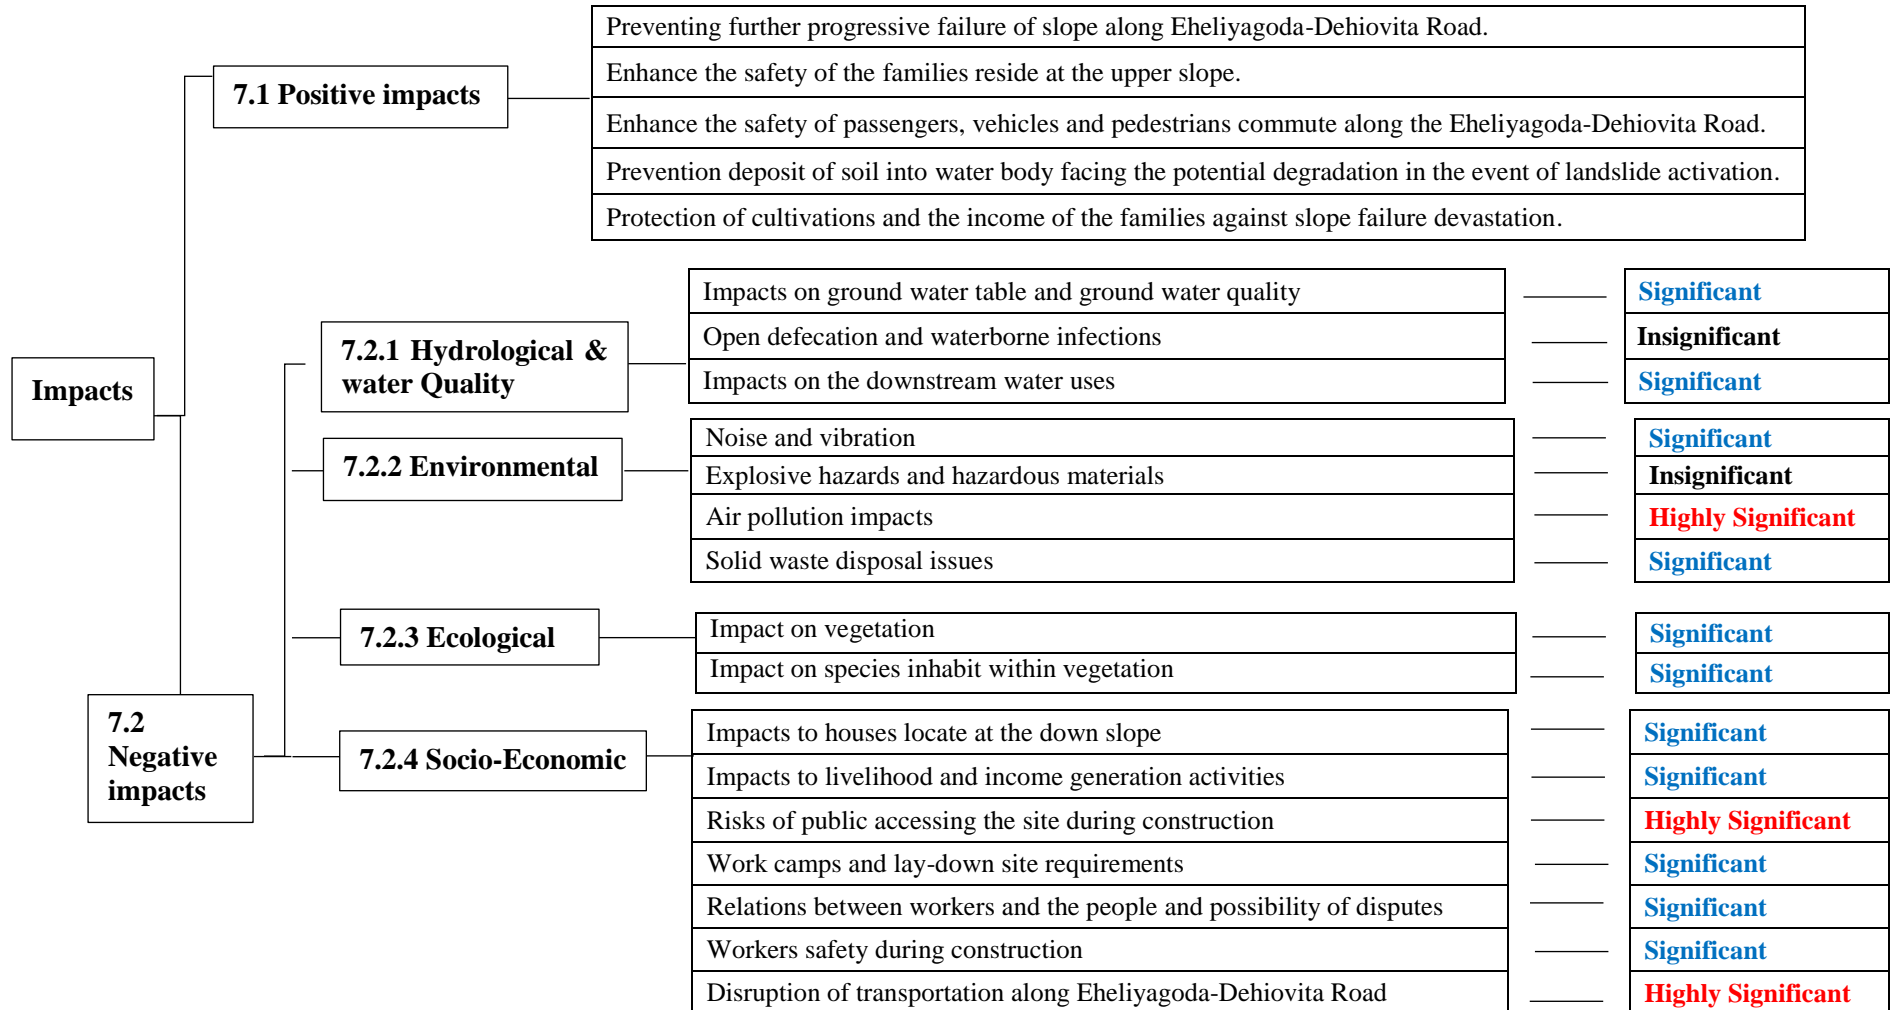 Impacts
7.1 Positive impacts
Preventing further progressive failure of slope along Eheliyagoda-Dehiovita Road.
Enhance the safety of the families reside at the upper slope.
Enhance the safety of passengers, vehicles and pedestrians commute along the Eheliyagoda-Dehiovita Road.
Prevention deposit of soil into water body facing the potential degradation in the event of landslide activation.
Protection of cultivations and the income of the families against slope failure devastation.
7.2
Negative
impacts
7.2.1 Hydrological &
water Quality
Impacts on ground water table and ground water quality
Significant
Open defecation and waterborne infections
Insignificant
Impacts on the downstream water uses
Significant
7.2.2 Environmental
Noise and vibration
Significant
Explosive hazards and hazardous materials
Insignificant
Air pollution impacts
Highly Significant
Solid waste disposal issues
Significant
7.2.3 Ecological
Impact on vegetation
Significant
Impact on species inhabit within vegetation
Significant
7.2.4 Socio-Economic
Impacts to houses locate at the down slope
Significant
Impacts to livelihood and income generation activities
Significant
Risks of public accessing the site during construction
Highly Significant
Work camps and lay-down site requirements
Significant
Relations between workers and the people and possibility of disputes
Significant
Workers safety during construction
Significant
Disruption of transportation along Eheliyagoda-Dehiovita Road
Highly Significant